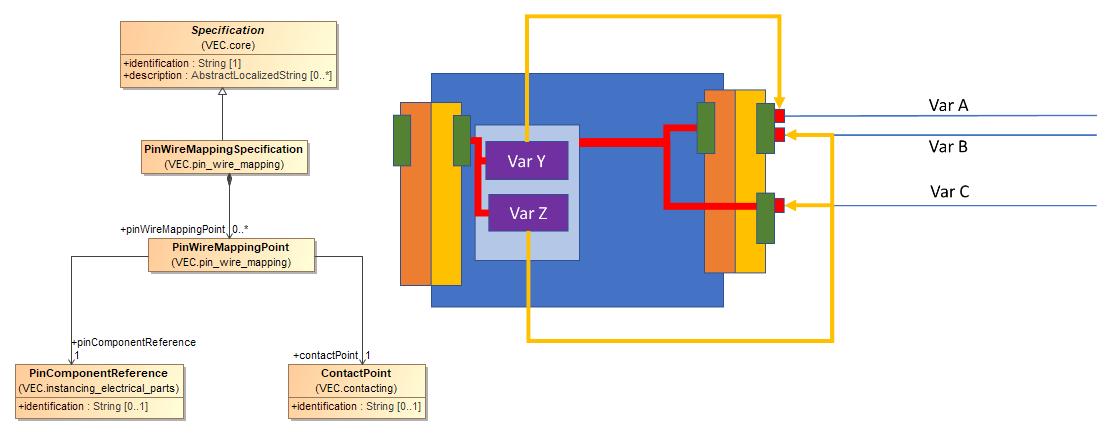 Specification
(VEC.core)
+identification : String [1]
+description : AbstractLocalizedString [0..*]
PinWireMappingSpecification
(VEC.pin_wire_mapping)
+pinWireMappingPoint 0..*
PinWireMappingPoint
(VEC.pin_wire_mapping)
+pinComponentReference
1
+contactPoint 1
PinComponentReference
(VEC.instancing_electrical_parts)
+identification : String [0..1]
ContactPoint
(VEC.contacting)
+identification : String [0..1]
Var Y
Var Z
Var A
Var B
Var C